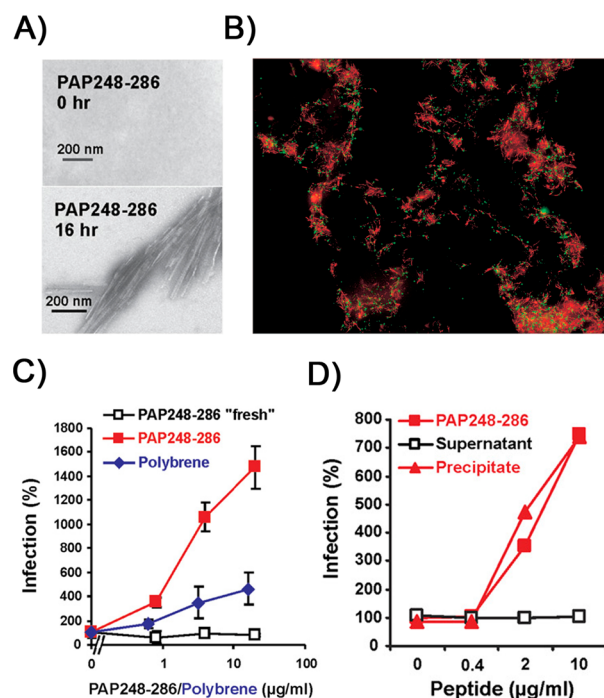 A)
PAP248-286
0 hr
200 nm
PAP248-286
16 hr
200 nm
B)
C)
PAP248-286 "fresh"
PAP248-286
Polybrene
1800
1600
1400
1200
1000
800
600
400
200
0
Infection (%)
0 1 10 100
PAP248-286/Polybrene (µg/ml)
D)
PAP248-286
Supernatant
Precipitate
800
700
600
500
400
300
200
100
0
Infection (%)
0 0.4 2 10
Peptide (µg/ml)